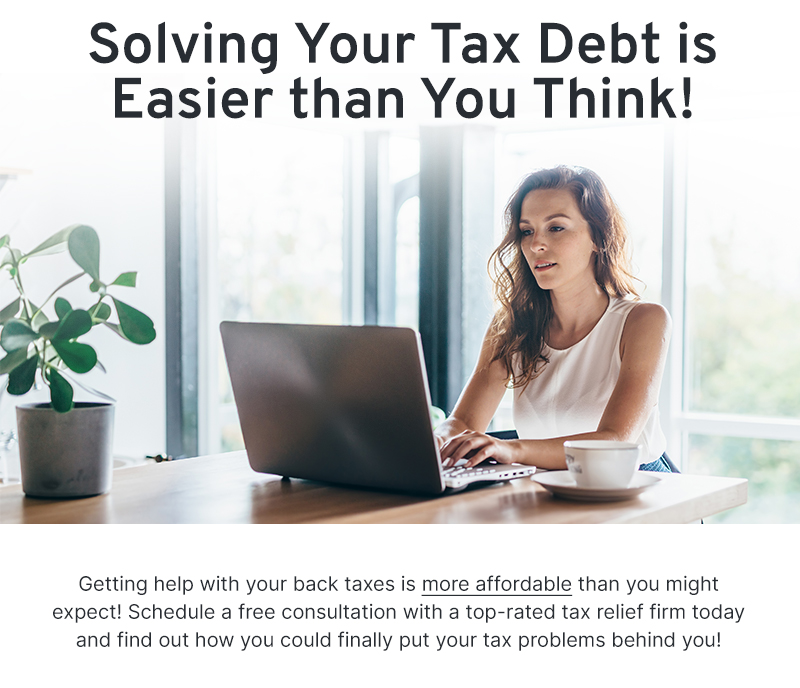 Solving Your Tax Debt is
Easier than You Think!
Getting help with your back taxes is more affordable than you might
expect! Schedule a free consultation with a top-rated tax relief firm today
and find out how you could finally put your tax problems behind you!